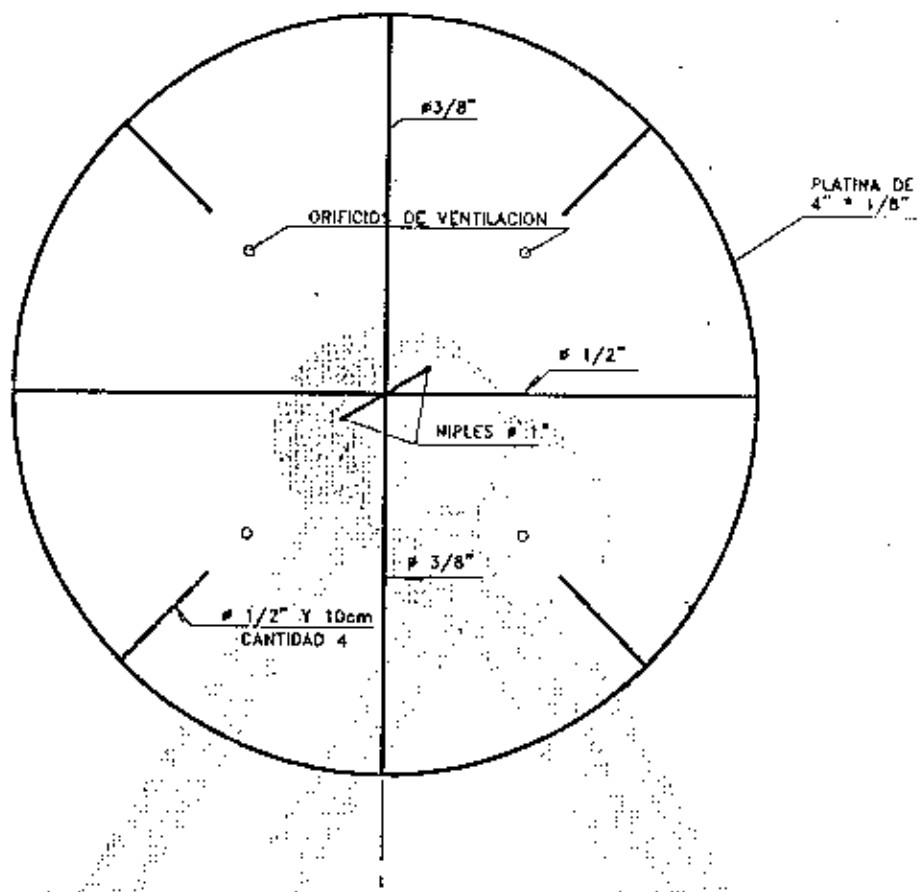 ø3/8"
PLATINA DE
4" * 1/8"
ORIFICIOS DE VENTILACION
ø 1/2"
NIPLES ø 1"
ø 3/8"
ø 1/2" Y 10cm
CANTIDAD 4